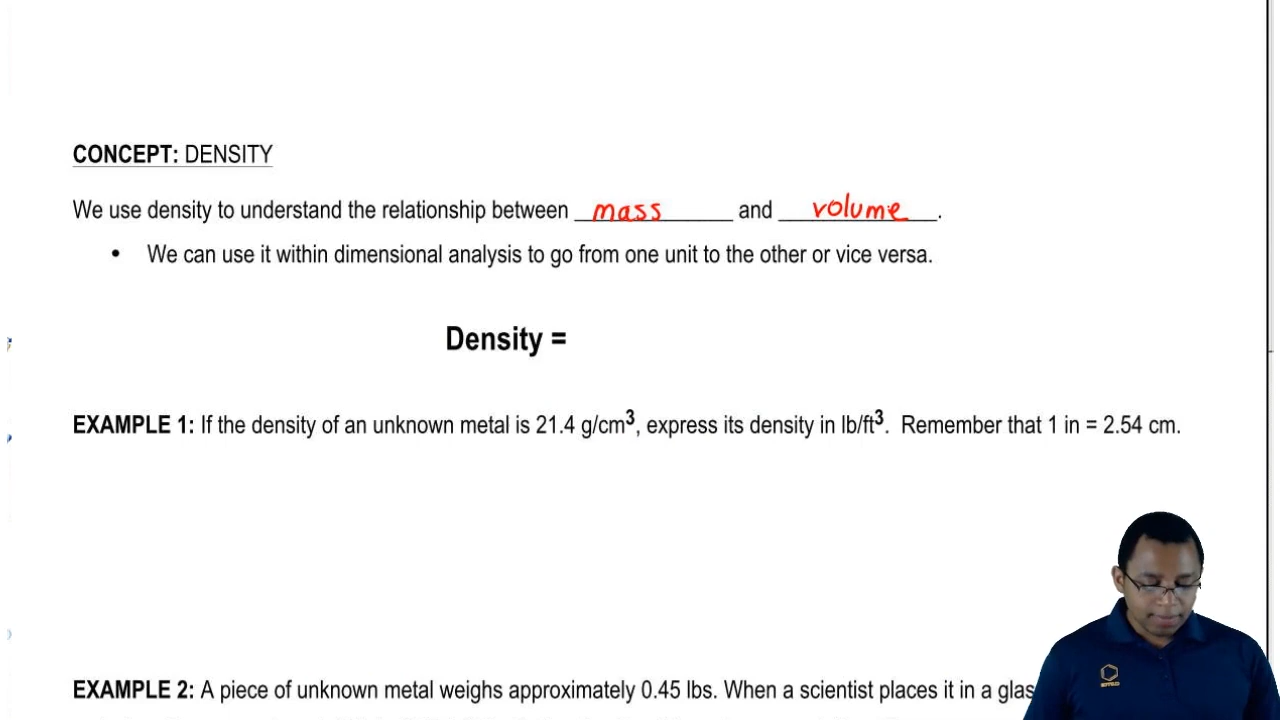 CONCEPT: DENSITY
We use density to understand the relationship between mass and volume.
• We can use it within dimensional analysis to go from one unit to the other or vice versa.
Density =
EXAMPLE 1: If the density of an unknown metal is 21.4 g/cm³, express its density in lb/ft³. Remember that 1 in = 2.54 cm.
EXAMPLE 2: A piece of unknown metal weighs approximately 0.45 lbs. When a scientist places it in a